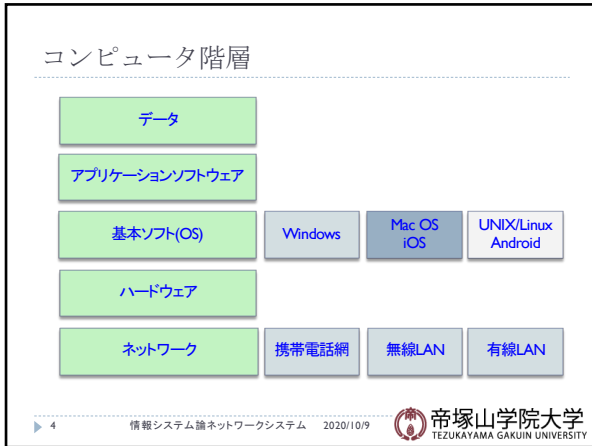 コンピュータ階層
データ
アプリケーションソフトウェア
基本ソフト(OS)
Windows
Mac OS
iOS
UNIX/Linux
Android
ハードウェア
ネットワーク
携帯電話網
無線LAN
有線LAN
4
情報システム論ネットワークシステム
2020/10/9
帝塚山学院大学
TEZUKAYAMA GAKUIN UNIVERSITY